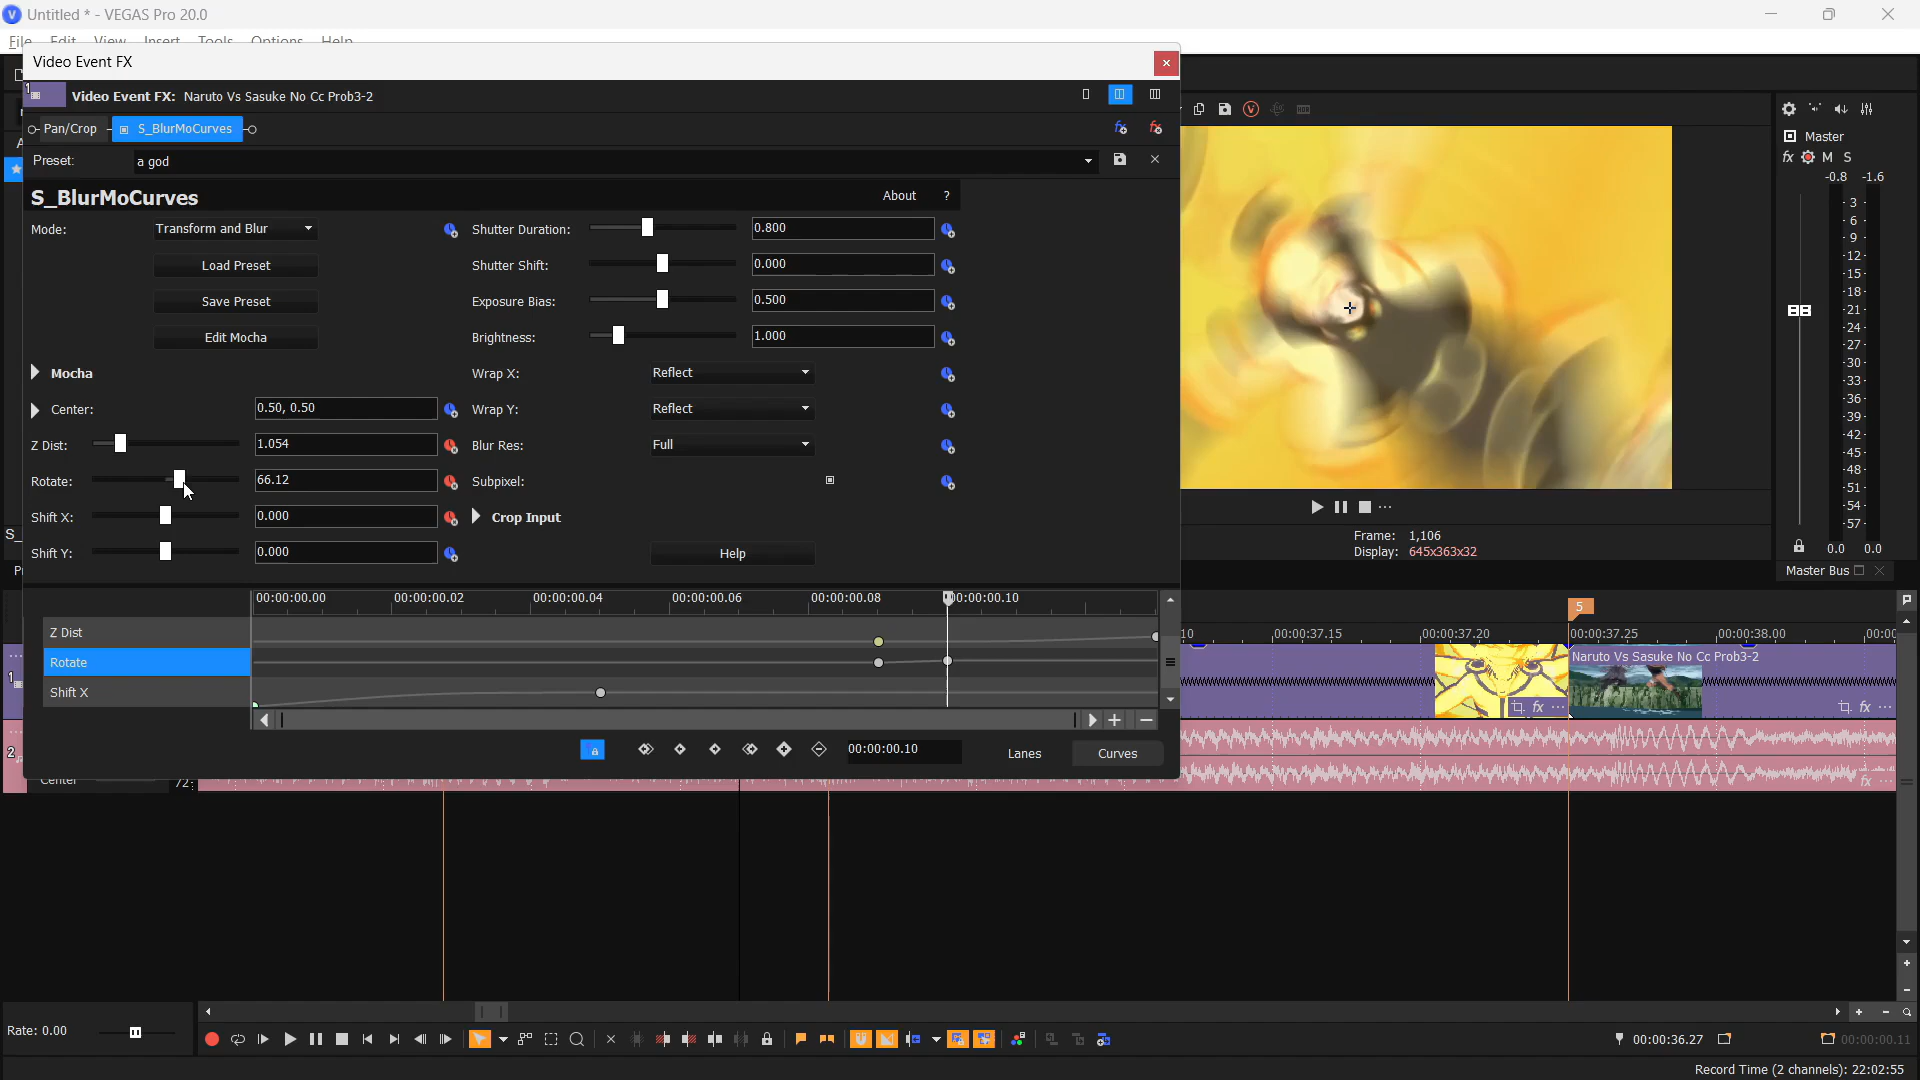 Untitled * - VEGAS Pro 20.0
File Edit View Insert Tools Options Help
Video Event FX
Video Event FX: Naruto Vs Sasuke No Cc Prob3-2
Pan/Crop S_BlurMoCurves
Preset: a god
S_BlurMoCurves About ?
Mode: Transform and Blur
Load Preset
Save Preset
Edit Mocha
Mocha
Center: 0.50, 0.50
Z Dist: 1.054
Rotate: 66.12
Shift X: 0.000
Shift Y: 0.000
Shutter Duration: 0.800
Shutter Shift: 0.000
Exposure Bias: 0.500
Brightness: 1.000
Wrap X: Reflect
Wrap Y: Reflect
Blur Res: Full
Subpixel:
Crop Input
Help
00:00:00.00 00:00:00.02 00:00:00.04 00:00:00.06 00:00:00.08 00:00:00.10
Z Dist
Rotate
Shift X
00:00:00.10 Lanes Curves
Frame: 1,106
Display: 645x363x32
Master
fx M S
-0.8 -1.6
3
6
9
12
15
18
21
24
27
30
33
36
39
42
45
48
51
54
57
0.0 0.0
Master Bus
5
10 00:00:37.15 00:00:37.20 00:00:37.25 00:00:38.00 00:00
Naruto Vs Sasuke No Cc Prob3-2
fx fx
1
2
Center
fx
Rate: 0.00
00:00:36.27 00:00:00.11
Record Time (2 channels): 22:02:55